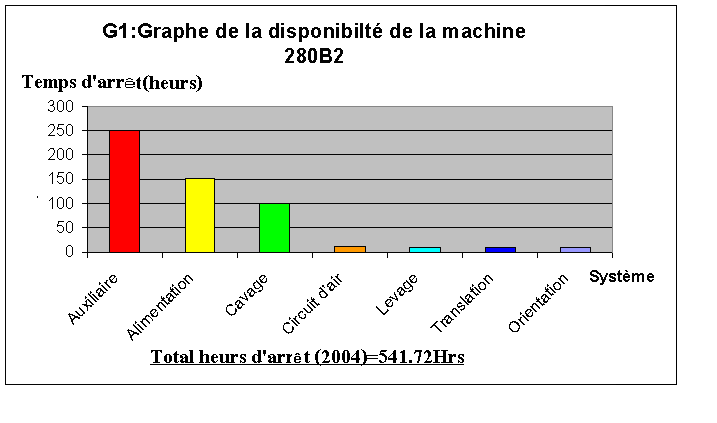 G1:Graphe de la disponibilté de la machine
280B2
Temps d'arrêt(heurs)
300
250
200
150
100
50
0
Auxiliaire
Alimentation
Cavage
Circuit d'air
Levage
Translation
Orientation
Système
Total heurs d'arrêt (2004)=541.72Hrs